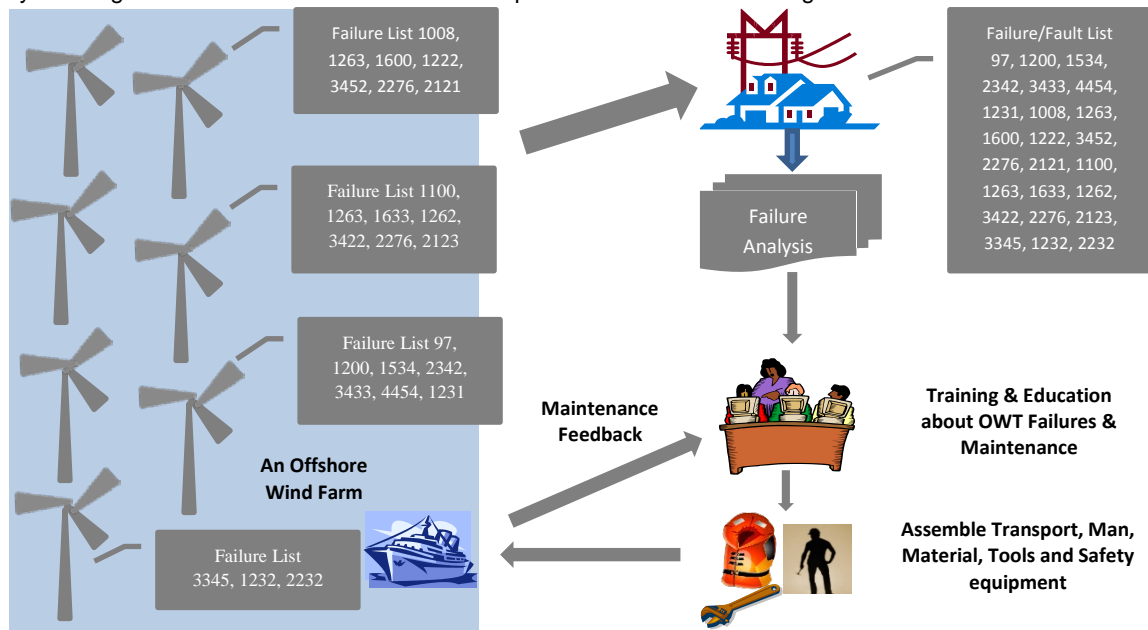 Failure List 1008,
1263, 1600, 1222,
3452, 2276, 2121
Failure List 1100,
1263, 1633, 1262,
3422, 2276, 2123
Failure List 97,
1200, 1534, 2342,
3433, 4454, 1231
An Offshore
Wind Farm
Failure List
3345, 1232, 2232
Failure/Fault List
97, 1200, 1534,
2342, 3433, 4454,
1231, 1008, 1263,
1600, 1222, 3452,
2276, 2121, 1100,
1263, 1633, 1262,
3422, 2276, 2123,
3345, 1232, 2232
Failure
Analysis
Maintenance
Feedback
Training & Education
about OWT Failures &
Maintenance
Assemble Transport, Man,
Material, Tools and Safety
equipment